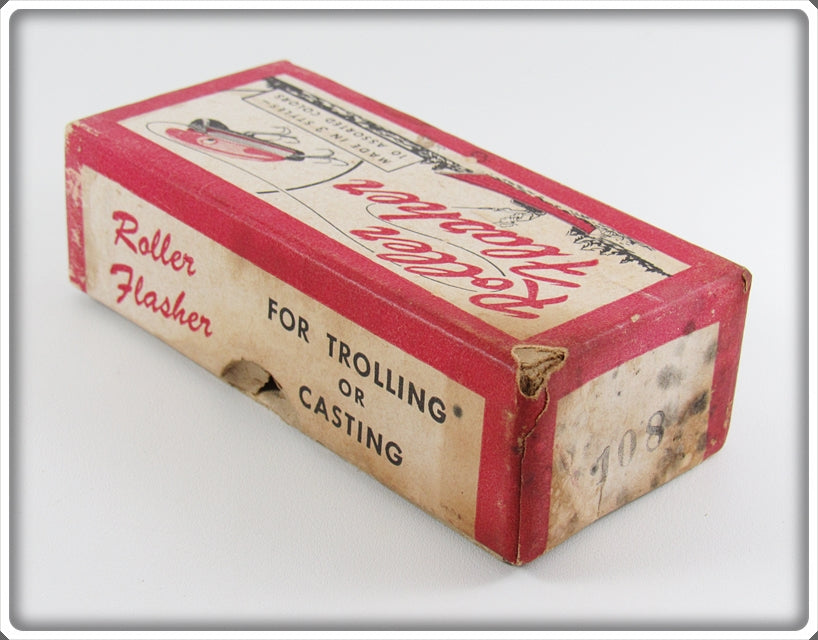 MADE IN 3 STYLES
10 ASSORTED COLORS
Roller
Flasher
Roller
Flasher
FOR TROLLING
OR
CASTING
108